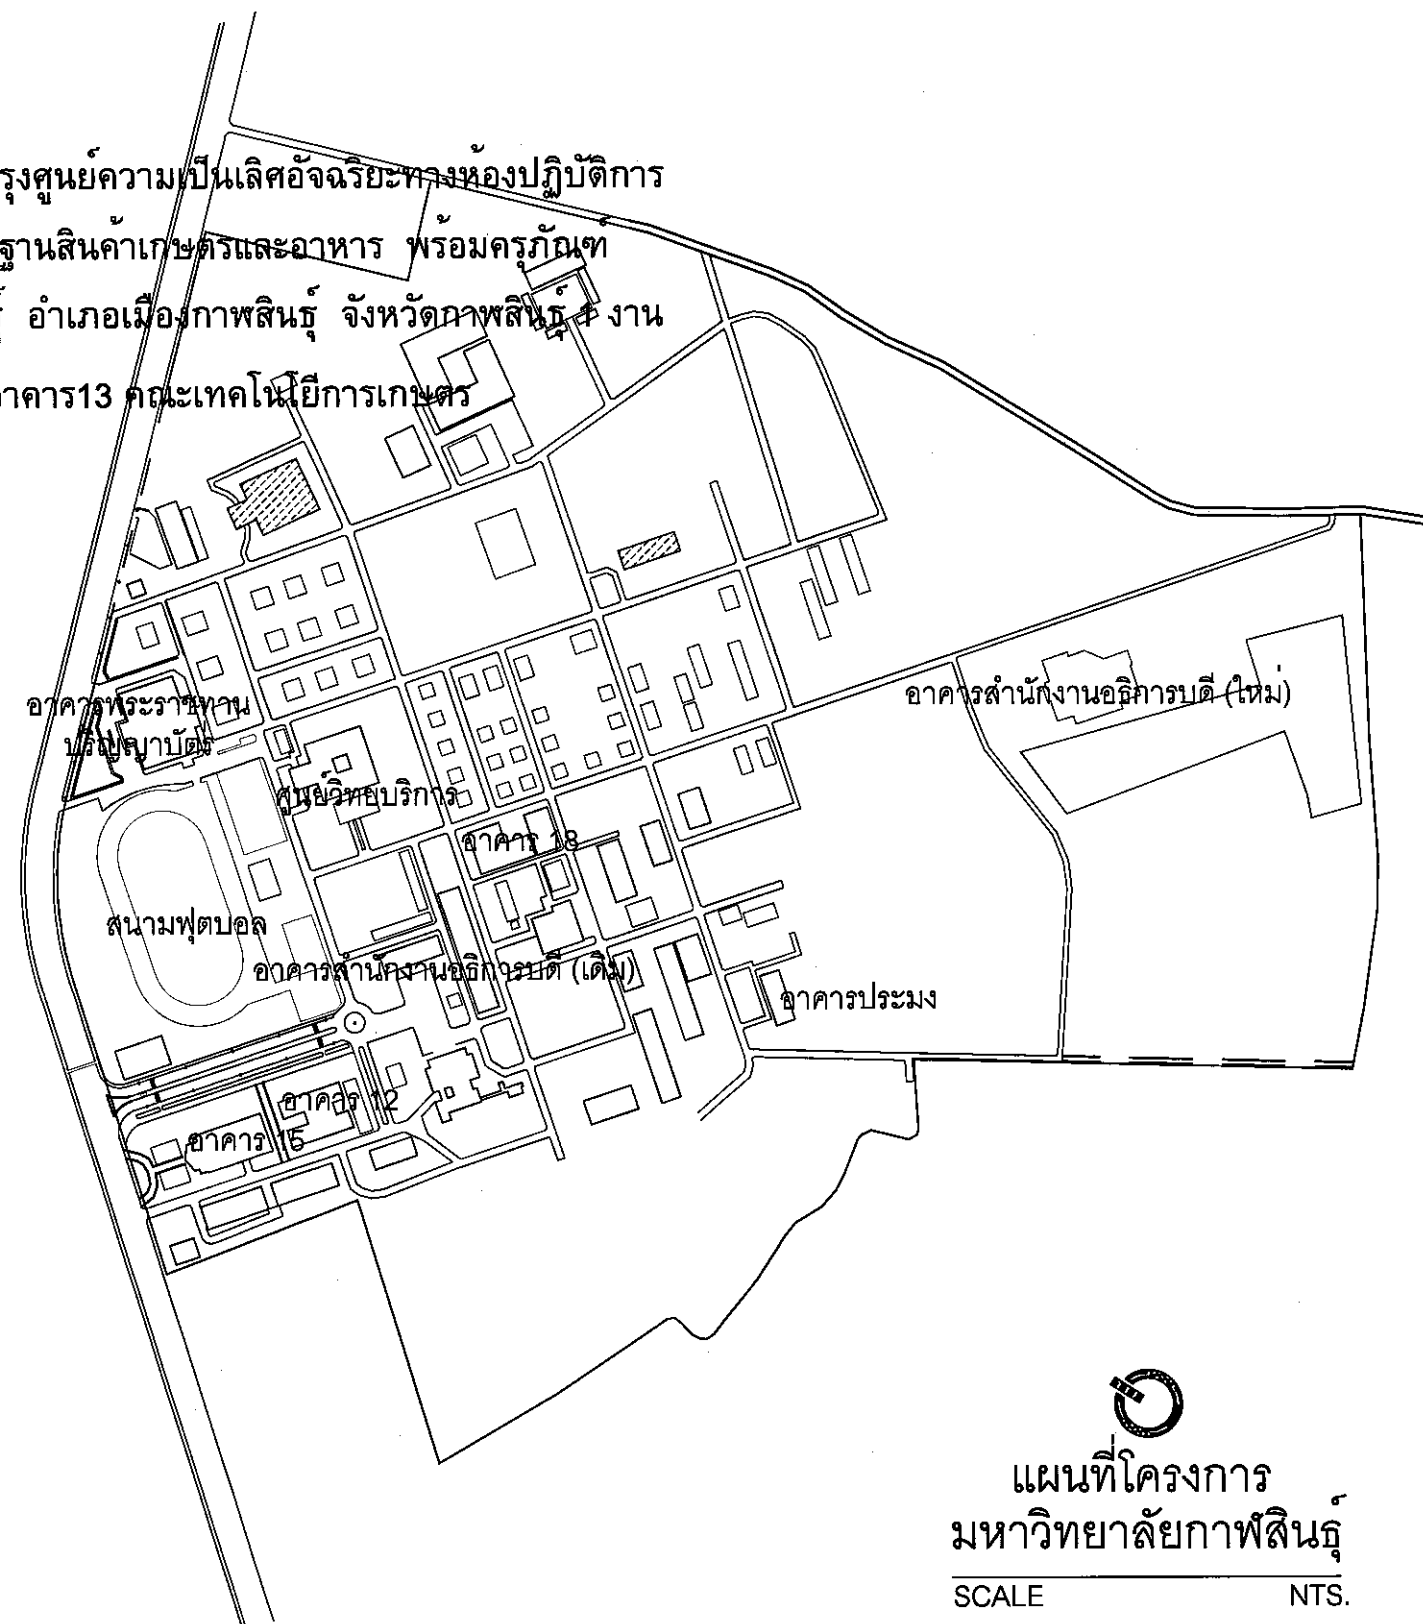 รุงศูนย์ความเป็นเลิศอัจฉริยะทางห้องปฏิบัติการ
ฐานสินค้าเกษตรและอาหาร พร้อมครุภัณฑ์
อำเภอเมืองกาฬสินธุ์ จังหวัดกาฬสินธุ์ 1 งาน
อาคาร13 คณะเทคโนโยีการเกษตร
อาคารพระราชทาน
ปริญญาบัตร
อาคารสำนักงานอธิการบดี (ใหม่)
ศูนย์วิทยบริการ
อาคาร 18
สนามฟุตบอล
อาคารสำนักงานอธิการบดี (เดิม)
อาคารประมง
อาคาร 12
อาคาร 15
แผนที่โครงการ
มหาวิทยาลัยกาฬสินธุ์
SCALE NTS.